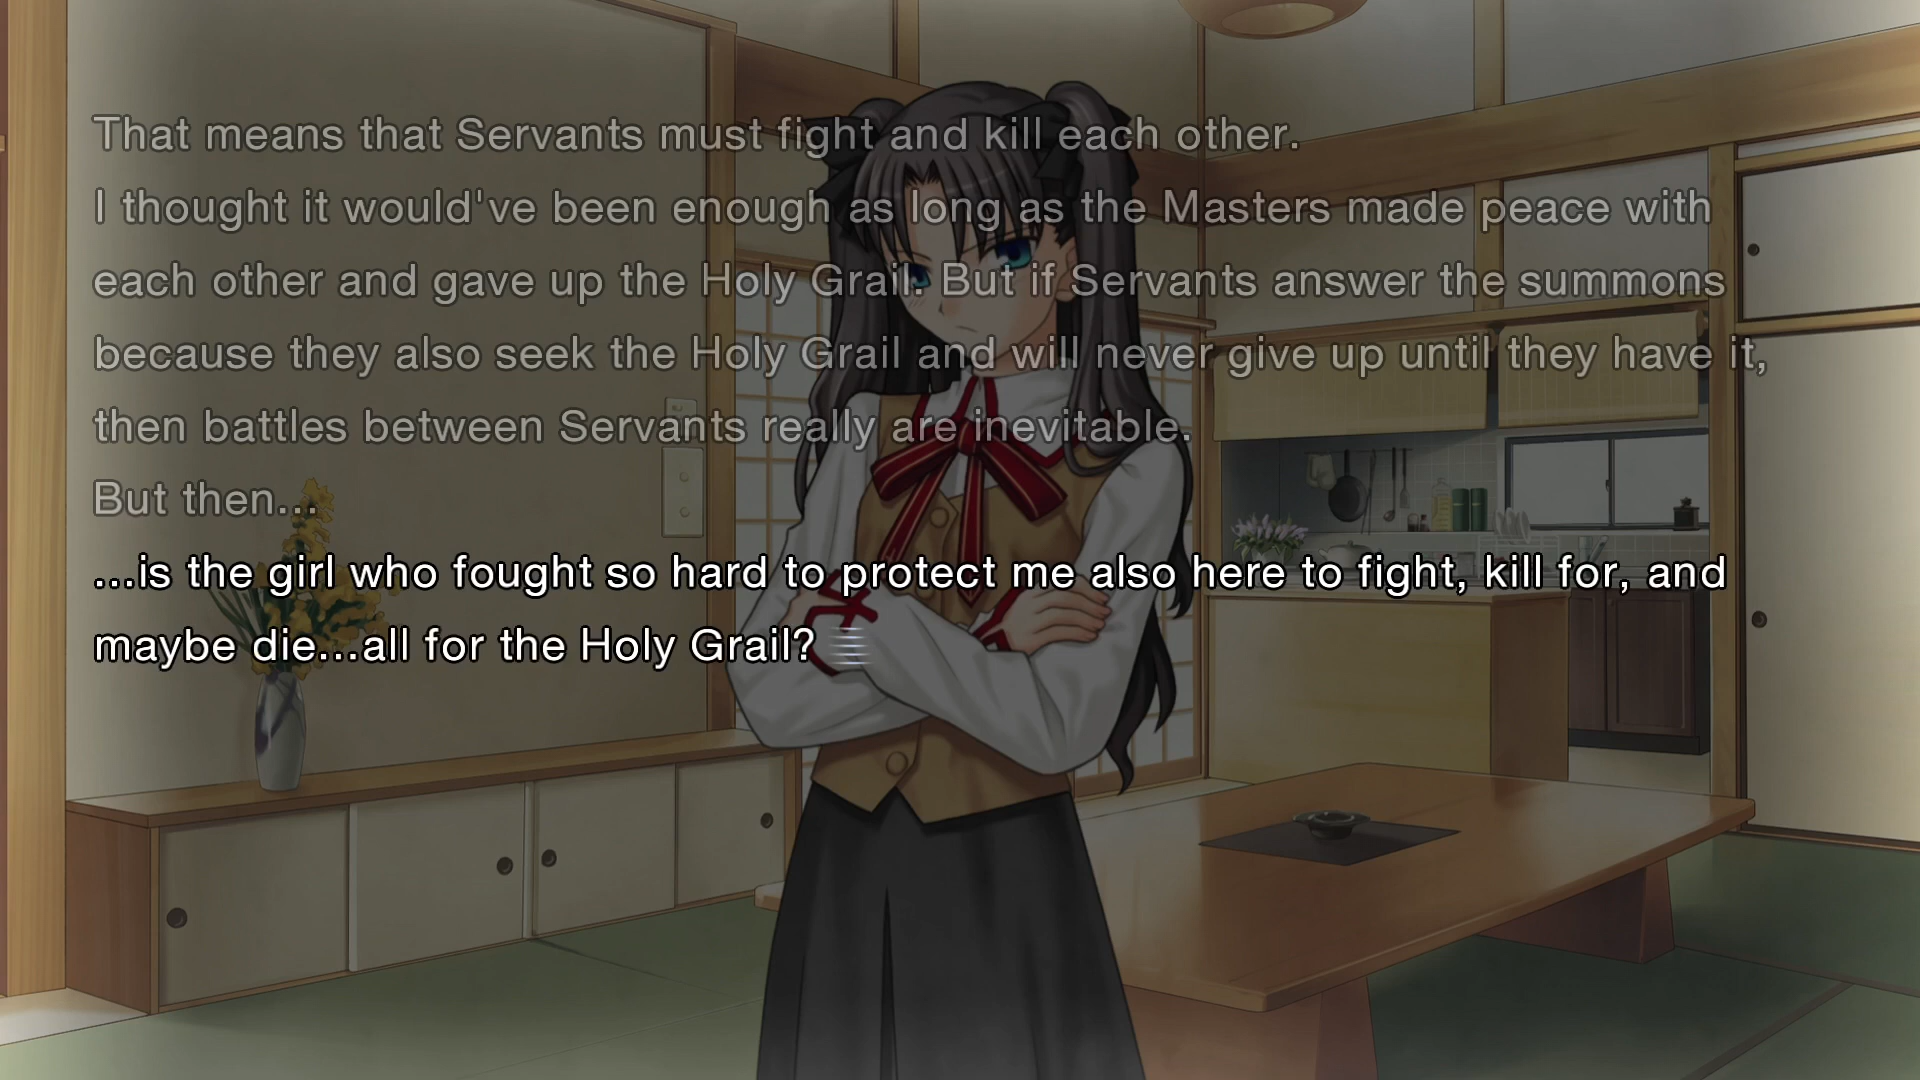 That means that Servants must fight and kill each other.
I thought it would've been enough as long as the Masters made peace with
each other and gave up the Holy Grail. But if Servants answer the summons
because they also seek the Holy Grail and will never give up until they have it,
then battles between Servants really are inevitable.
But then...
...is the girl who fought so hard to protect me also here to fight, kill for, and
maybe die...all for the Holy Grail?